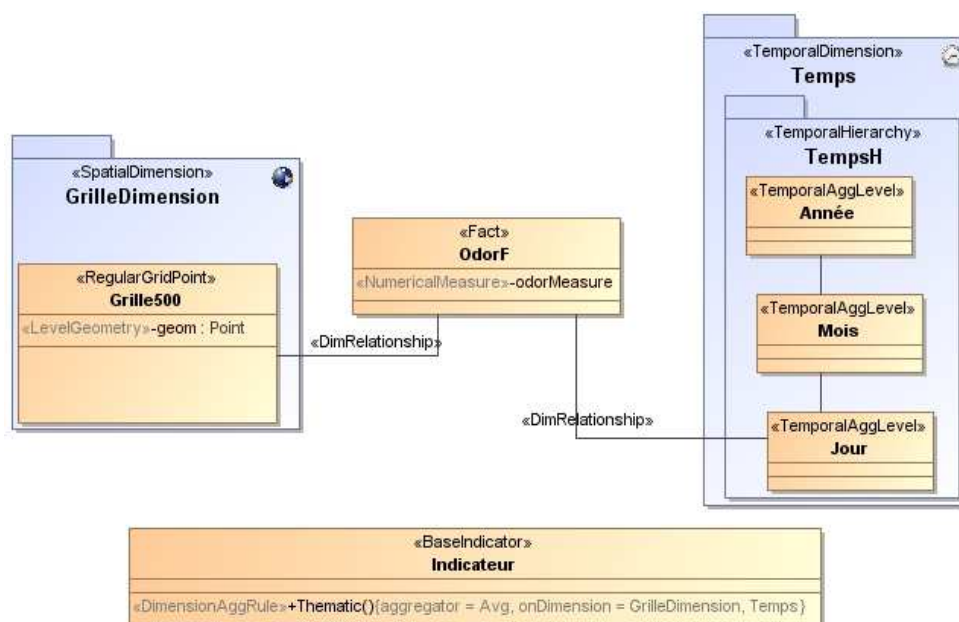 «TemporalDimension»
Temps
«TemporalHierarchy»
TempsH
«TemporalAggLevel»
Année
«TemporalAggLevel»
Mois
«TemporalAggLevel»
Jour
«SpatialDimension»
GrilleDimension
«RegularGridPoint»
Grille500
«LevelGeometry»-geom : Point
«Fact»
OdorF
«NumericalMeasure»-odorMeasure
«DimRelationship»
«DimRelationship»
«BaseIndicator»
Indicateur
«DimensionAggRule»+Thematic(){aggregator = Avg, onDimension = GrilleDimension, Temps}